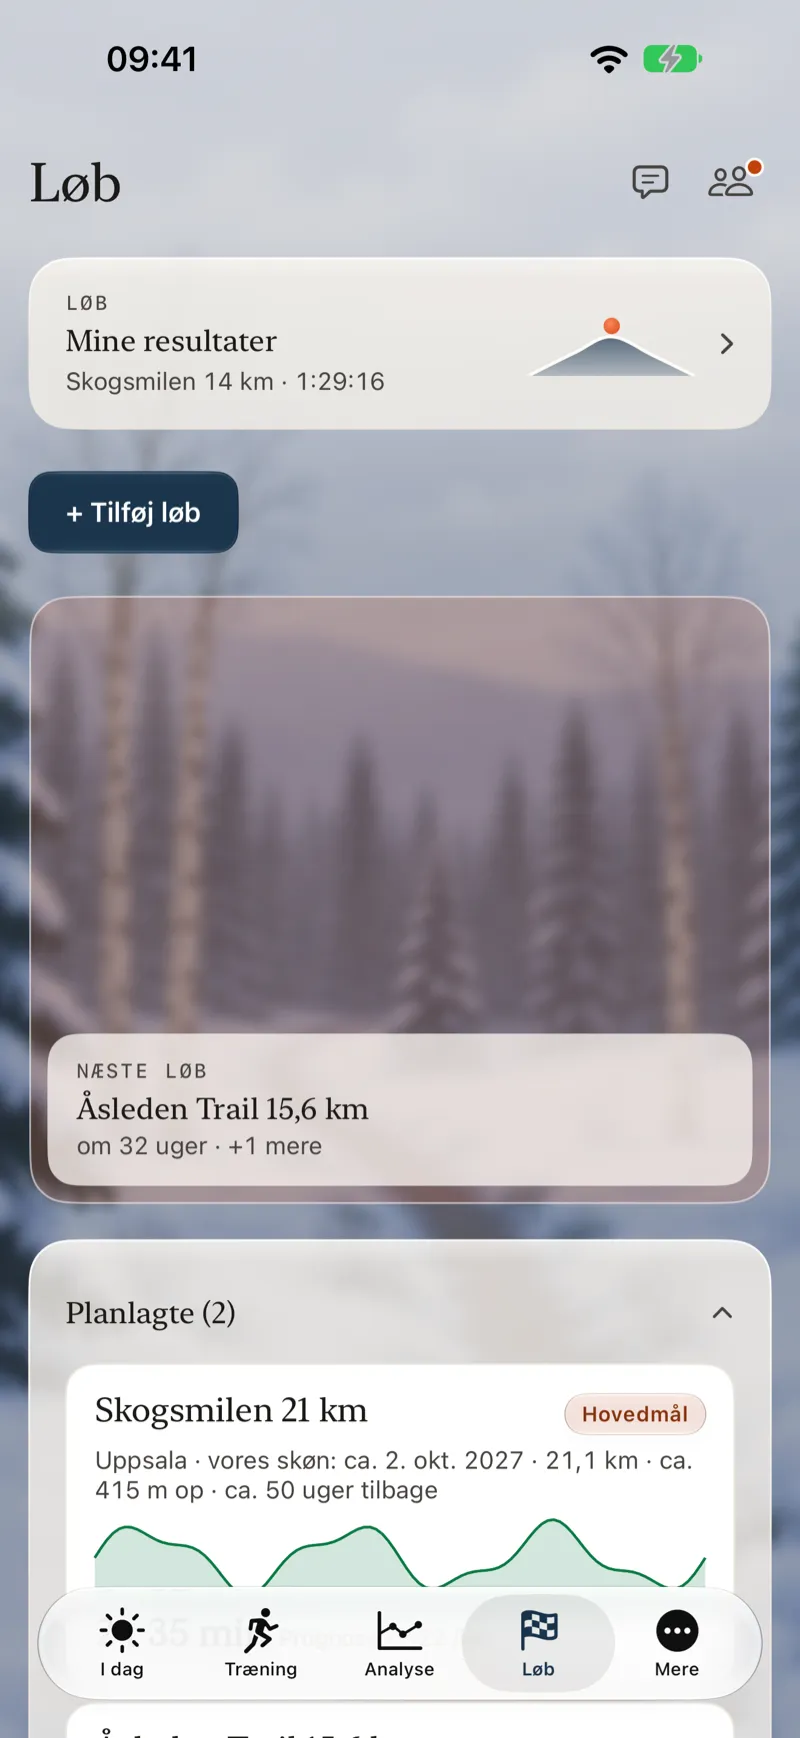 09:41
Løb
LØB
Mine resultater
Skogsmilen 14 km · 1:29:16
+ Tilføj løb
NÆSTE LØB
Åsleden Trail 15,6 km
om 32 uger · +1 mere
Planlagte (2)
Skogsmilen 21 km
Hovedmål
Uppsala · vores skøn: ca. 2. okt. 2027 · 21,1 km · ca.
415 m op · ca. 50 uger tilbage
35
I dag
Træning
Analyse
Løb
Mere